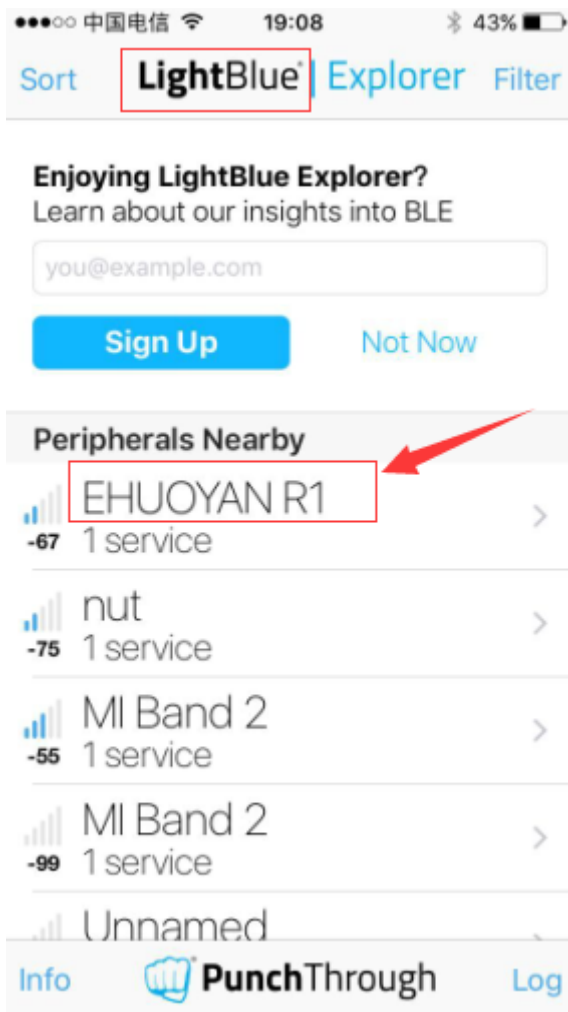 中国电信 19:08 43%
Sort LightBlue® | Explorer Filter
Enjoying LightBlue Explorer?
Learn about our insights into BLE
you@example.com
Sign Up Not Now
Peripherals Nearby
EHUOYAN R1
-67 1 service
nut
-75 1 service
MI Band 2
-55 1 service
MI Band 2
-99 1 service
Unnamed
Info PunchThrough Log